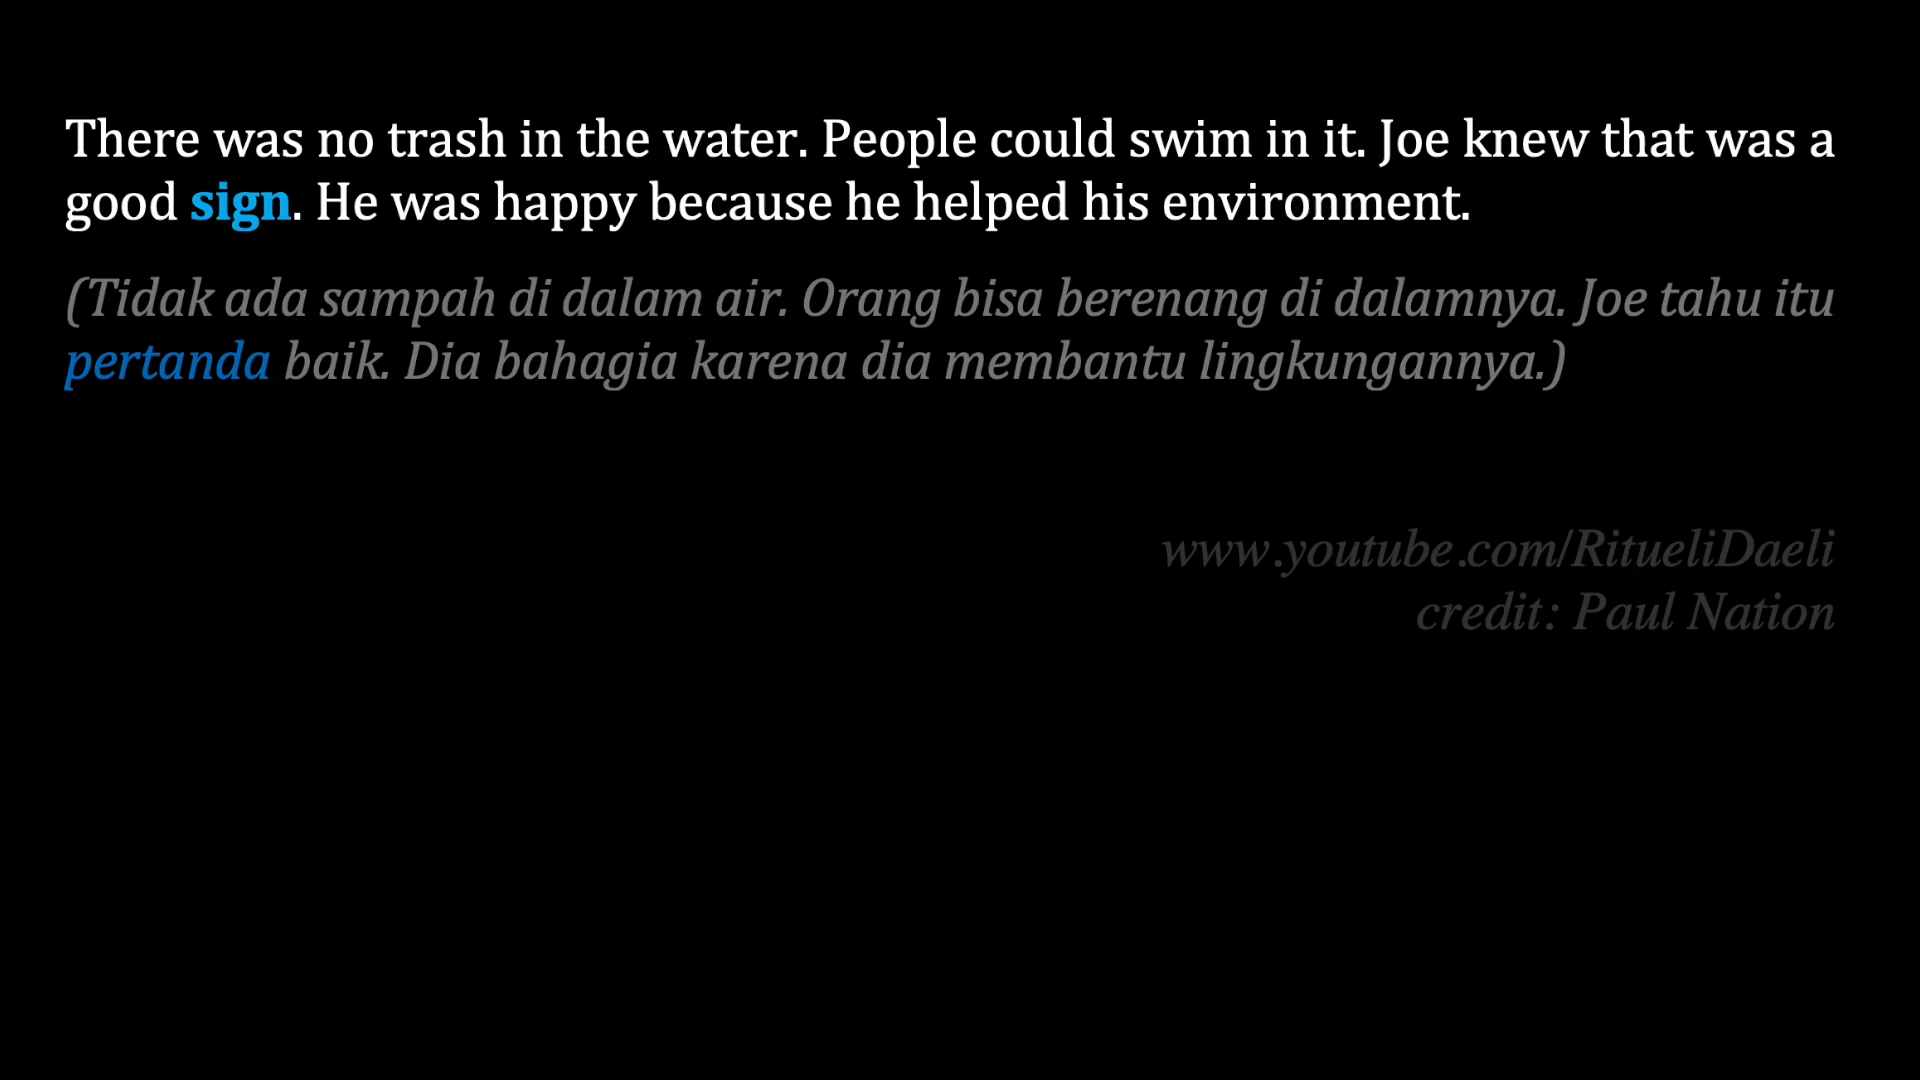 There was no trash in the water. People could swim in it. Joe knew that was a
good sign. He was happy because he helped his environment.
(Tidak ada sampah di dalam air. Orang bisa berenang di dalamnya. Joe tahu itu
pertanda baik. Dia bahagia karena dia membantu lingkungannya.)
www.youtube.com/RitueliDaeli
credit: Paul Nation